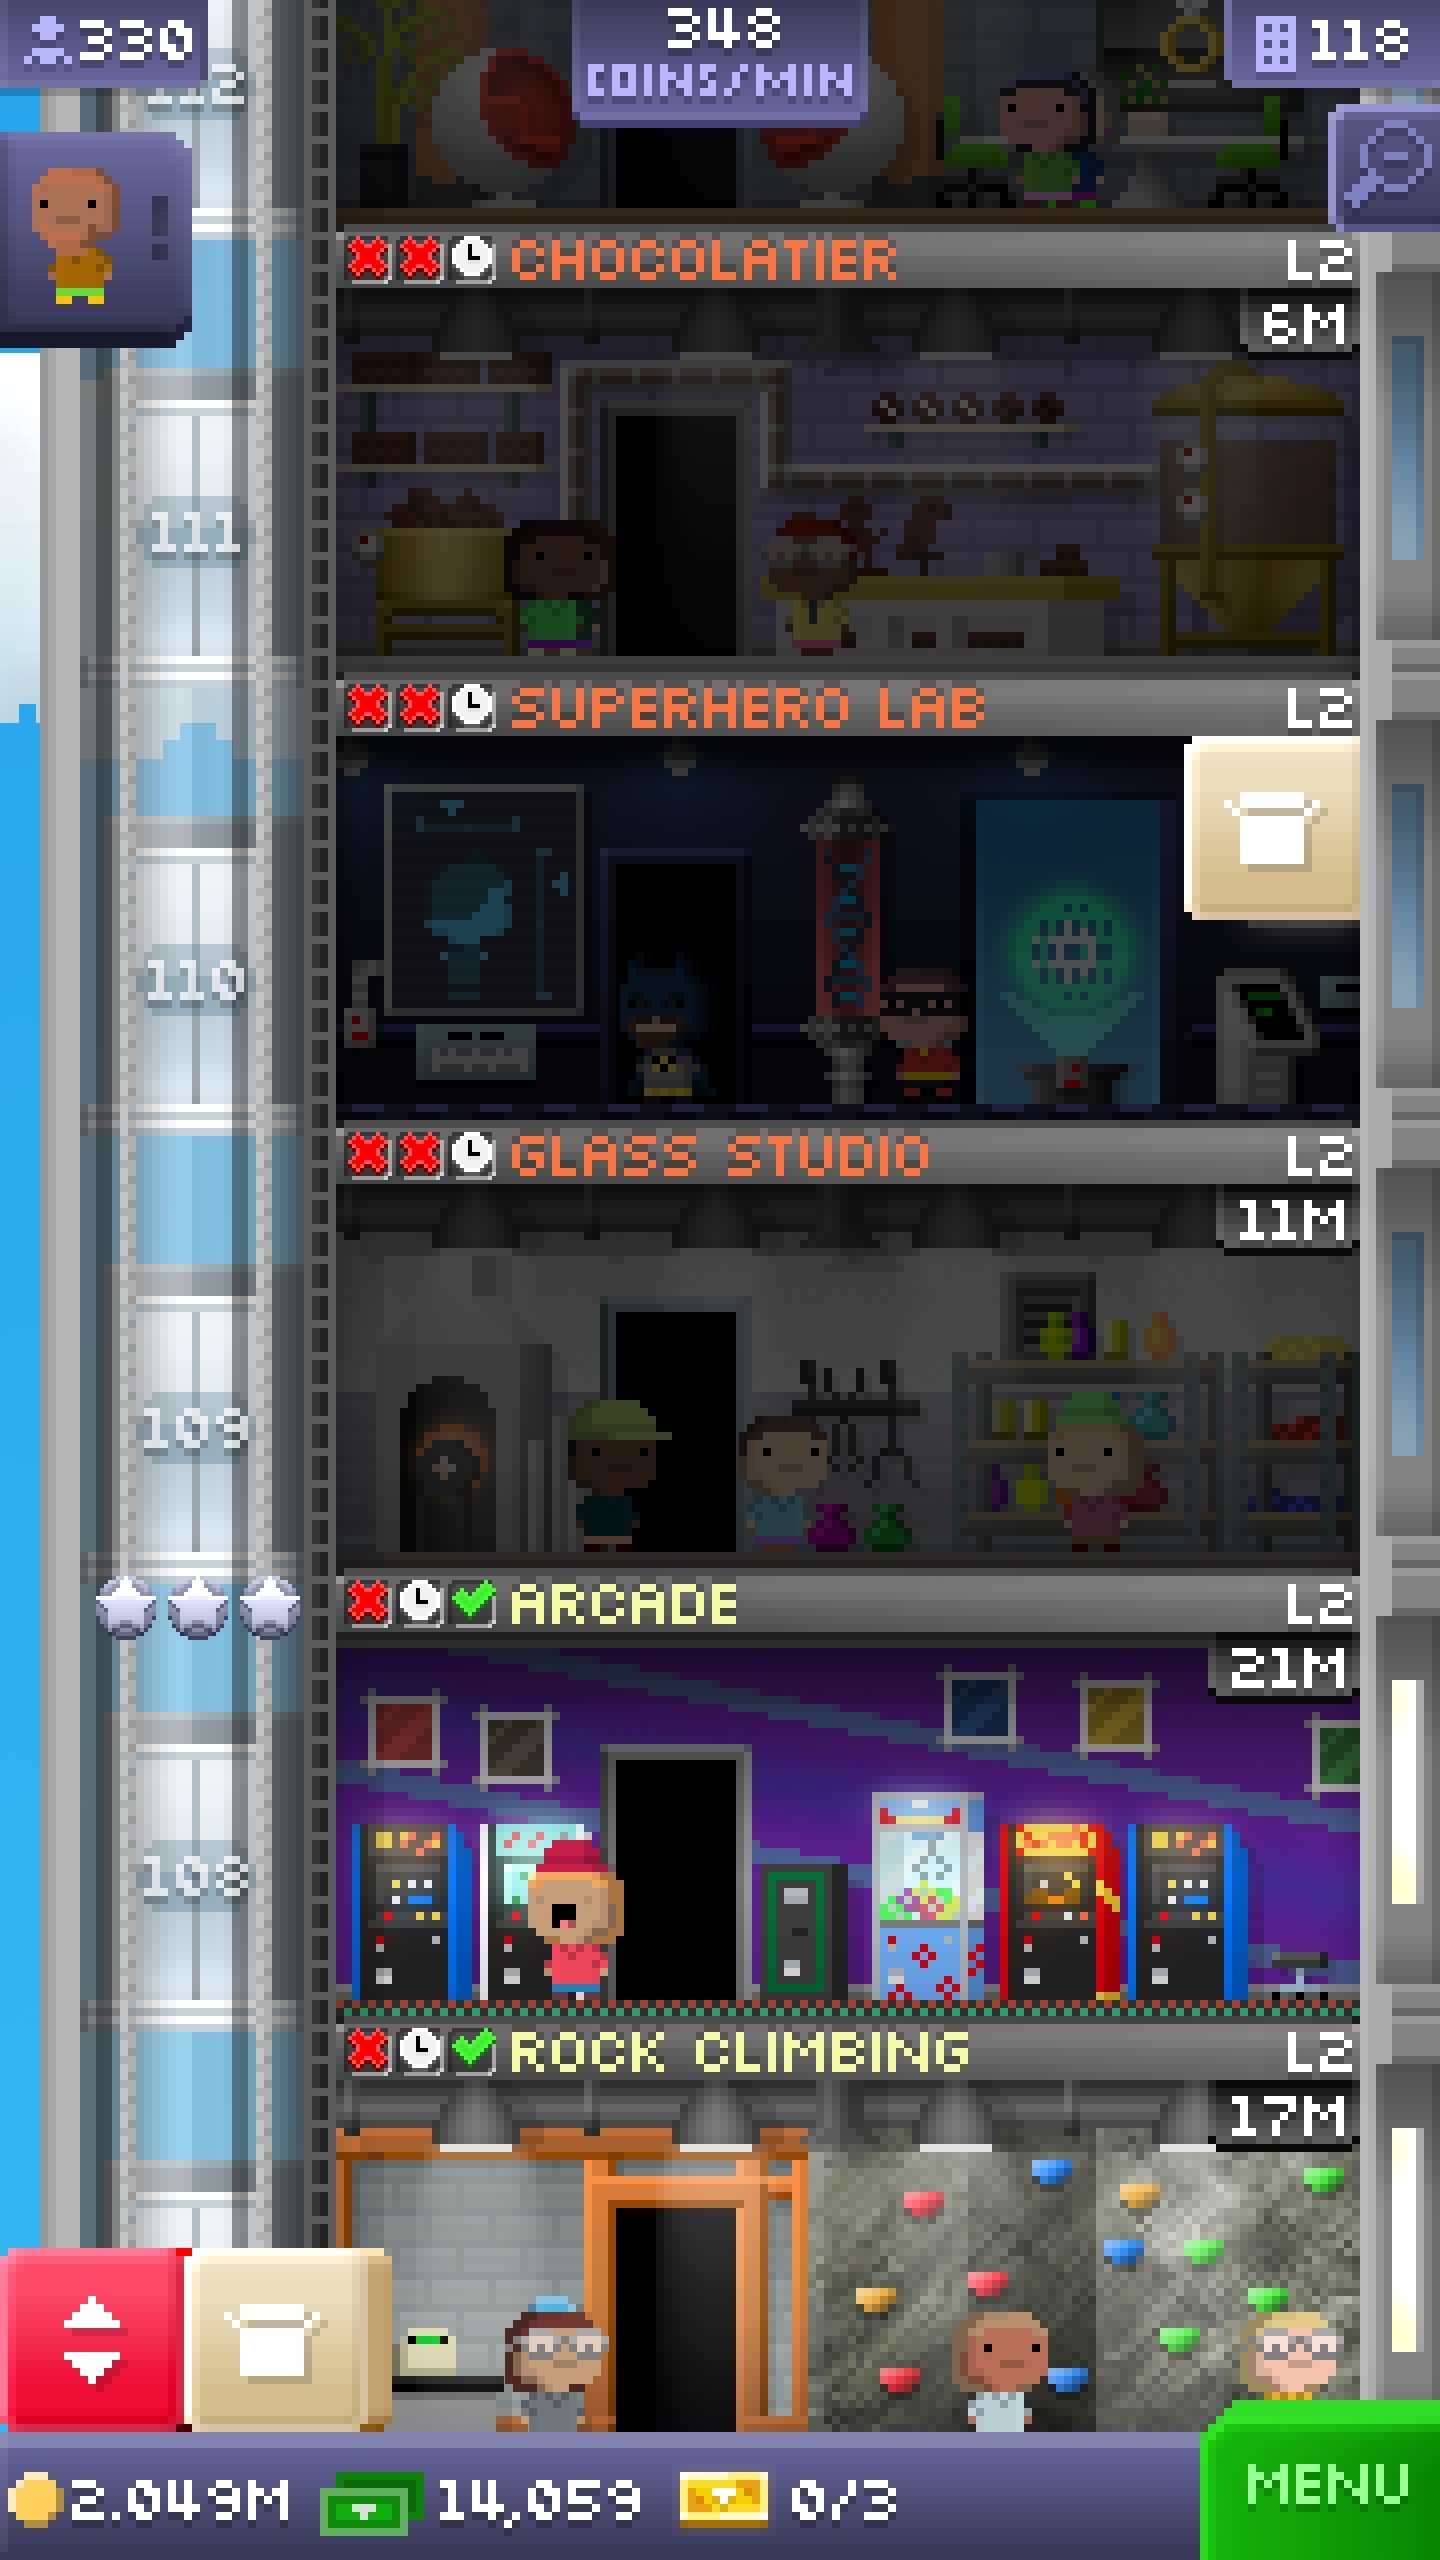 330
348
COINS/MIN
118
112
CHOCOLATIER L2
6M
111
SUPERHERO LAB L2
110
GLASS STUDIO L2
11M
109
ARCADE L2
21M
108
ROCK CLIMBING L2
17M
2.049M 14,059 0/3
MENU